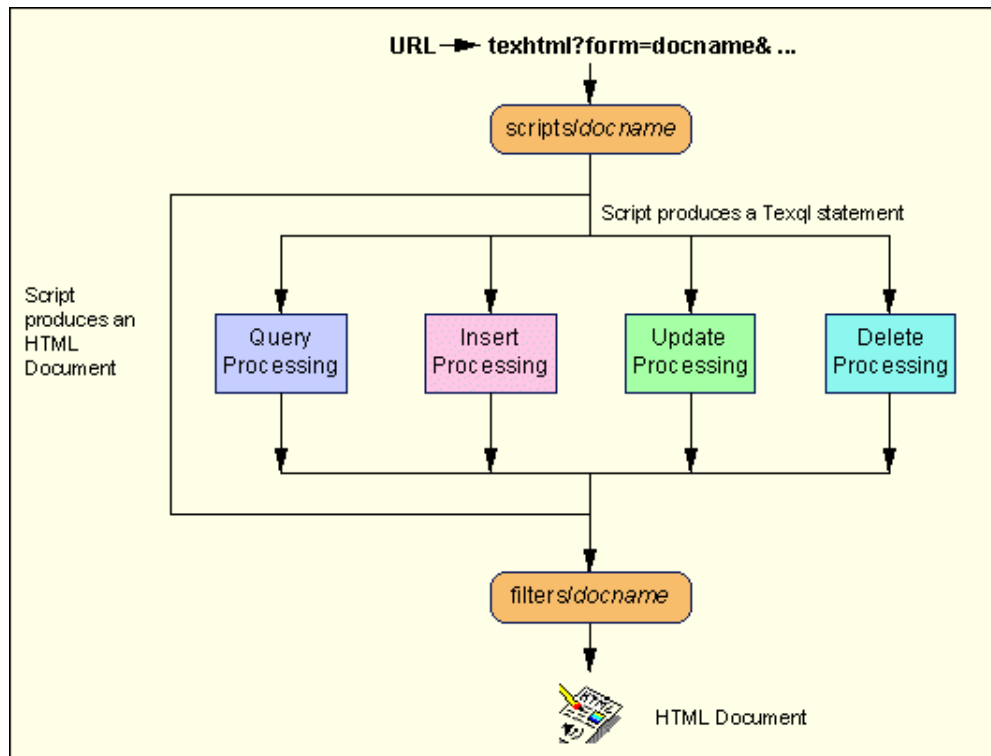 URL texhtml?form=docname& ...
scripts/docname
Script produces a Texql statement
Script
produces an
HTML
Document
Query
Processing
Insert
Processing
Update
Processing
Delete
Processing
filters/docname
HTML
HTML Document